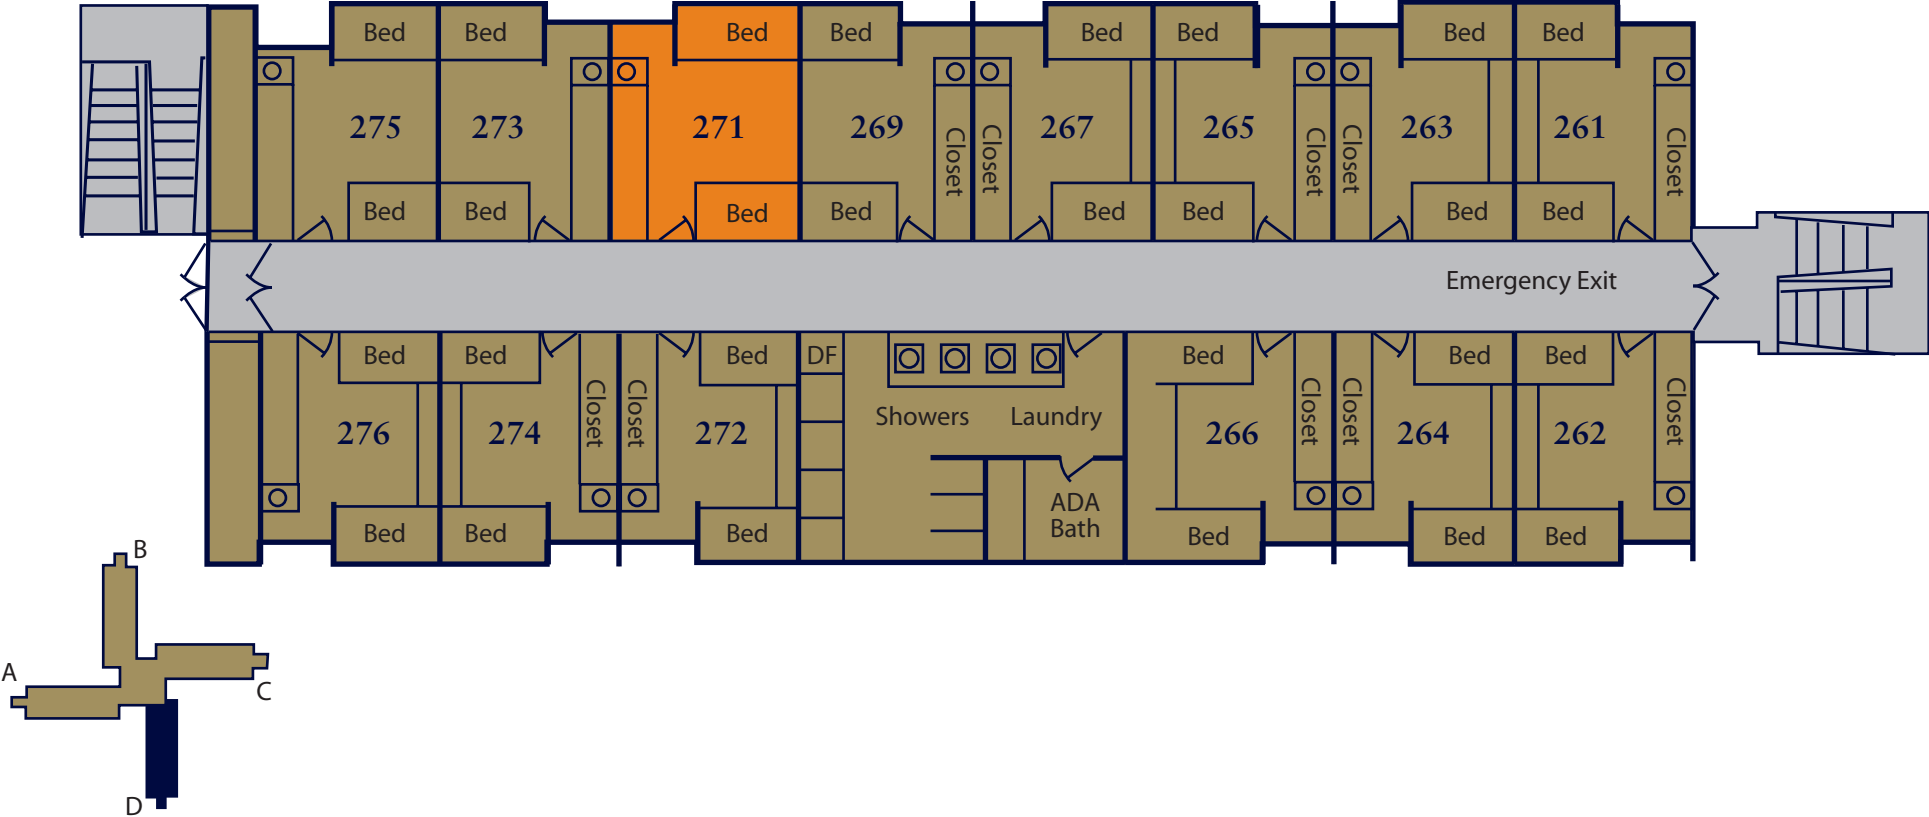 Bed Bed Bed Bed Bed Bed Bed Bed
275 273 271 269 267 265 263 261
Closet Closet Closet Closet Closet
Bed Bed Bed Bed Bed Bed Bed Bed
Emergency Exit
Bed Bed Bed DF Bed Bed Bed
Closet Closet Closet Closet Closet
Showers Laundry
276 274 272 266 264 262
ADA
Bath
Bed Bed Bed Bed Bed Bed
B
A
C
D